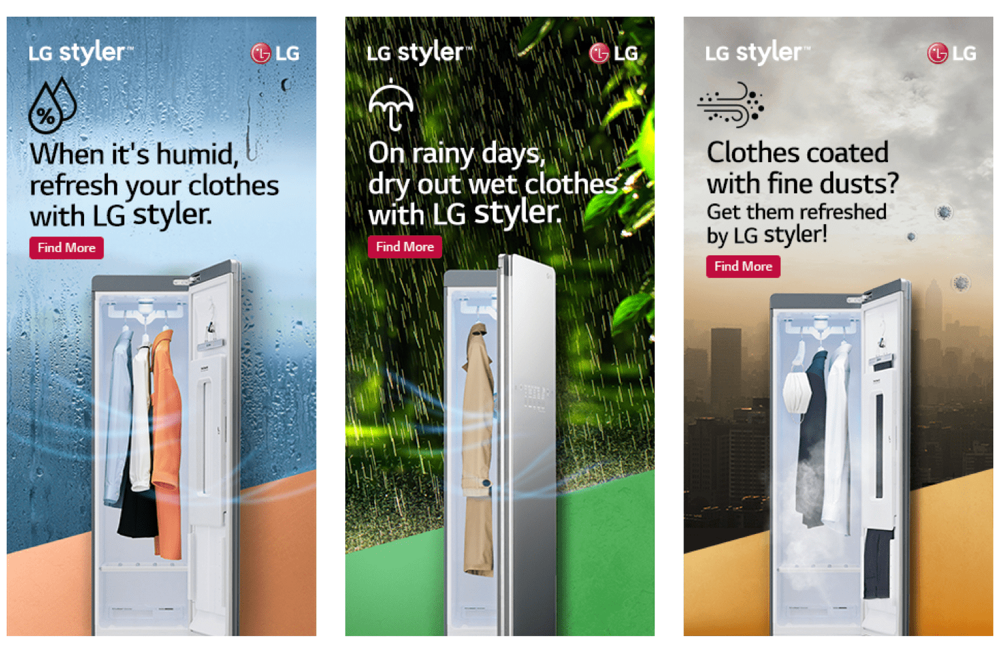 LG styler™
LG
%
When it's humid,
refresh your clothes
with LG styler.
Find More
LG styler™
LG
On rainy days,
dry out wet clothes
with LG styler.
Find More
LG styler™
LG
Clothes coated
with fine dusts?
Get them refreshed
by LG styler!
Find More